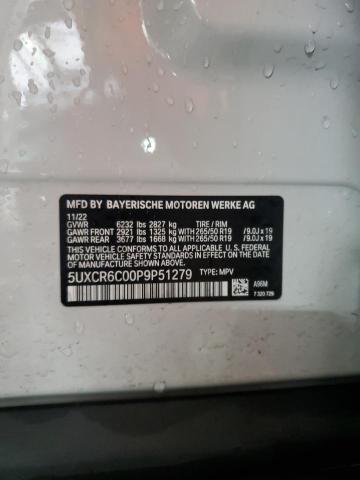 MFD BY BAYERISCHE MOTOREN WERKE AG
11/22
GVWR 6232 lbs 2827 kg TIRE / RIM
GAWR FRONT 2921 lbs 1325 kg WITH 265/50 R19 /9.0J x 19
GAWR REAR 3677 lbs 1668 kg WITH 265/50 R19 /9.0J x 19
THIS VEHICLE CONFORMS TO ALL APPLICABLE U.S. FEDERAL
MOTOR VEHICLE SAFETY STANDARDS IN EFFECT ON THE
DATE OF MANUFACTURE SHOWN ABOVE.
5UXCR6C00P9P51279 TYPE: MPV
A96M
7 320 729